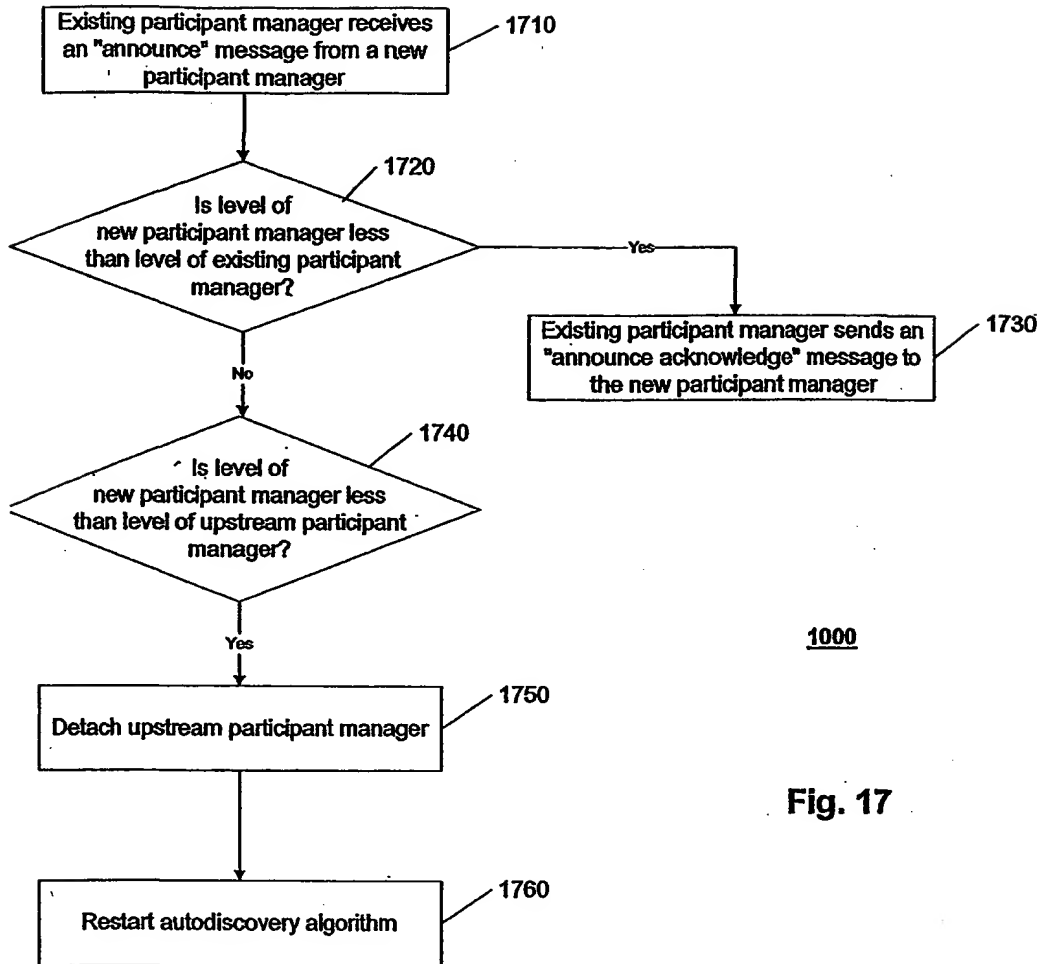 Existing participant manager receives
an "announce" message from a new
participant manager
1710
1720
Is level of
new participant manager less
than level of existing participant
manager?
Yes
Existing participant manager sends an
"announce acknowledge" message to
the new participant manager
1730
No
1740
Is level of
new participant manager less
than level of upstream participant
manager?
Yes
1000
1750
Detach upstream participant manager
Fig. 17
1760
Restart autodiscovery algorithm